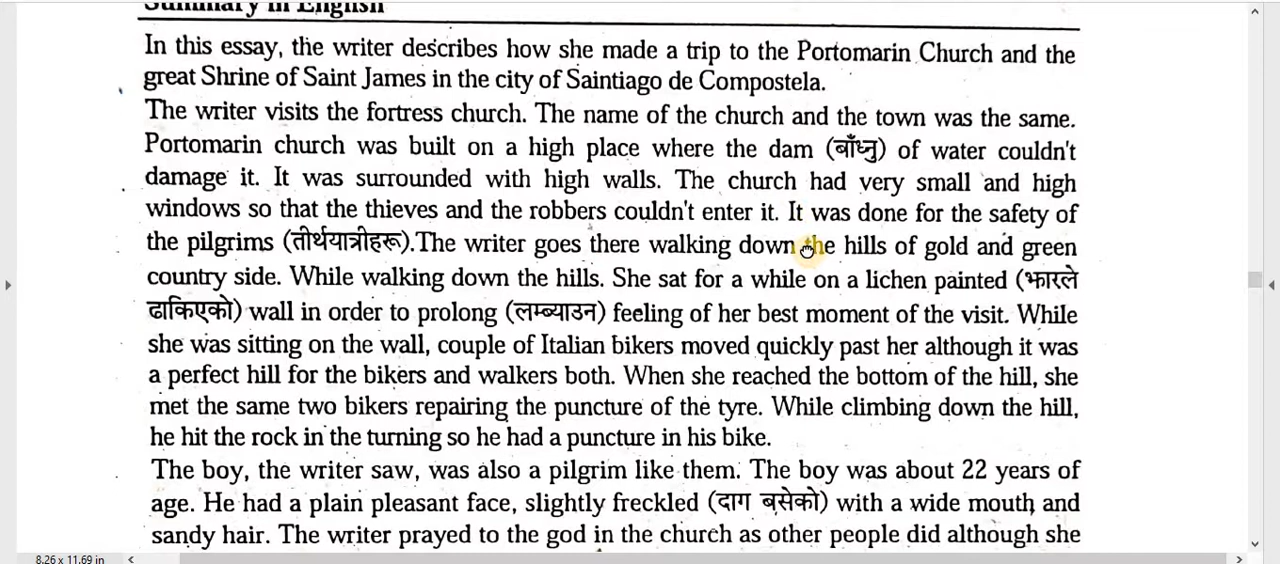 Summary in English
In this essay, the writer describes how she made a trip to the Portomarin Church and the
great Shrine of Saint James in the city of Saintiago de Compostela.
The writer visits the fortress church. The name of the church and the town was the same.
Portomarin church was built on a high place where the dam (बाँध्नु) of water couldn't
damage it. It was surrounded with high walls. The church had very small and high
windows so that the thieves and the robbers couldn't enter it. It was done for the safety of
the pilgrims (तीर्थयात्रीहरू).The writer goes there walking down the hills of gold and green
country side. While walking down the hills. She sat for a while on a lichen painted (झारले
ढाकिएको) wall in order to prolong (लम्ब्याउन) feeling of her best moment of the visit. While
she was sitting on the wall, couple of Italian bikers moved quickly past her although it was
a perfect hill for the bikers and walkers both. When she reached the bottom of the hill, she
met the same two bikers repairing the puncture of the tyre. While climbing down the hill,
he hit the rock in the turning so he had a puncture in his bike.
The boy, the writer saw, was also a pilgrim like them. The boy was about 22 years of
age. He had a plain pleasant face, slightly freckled (दाग बसेको) with a wide mouth and
sandy hair. The writer prayed to the god in the church as other people did although she
8.26 x 11.69 in